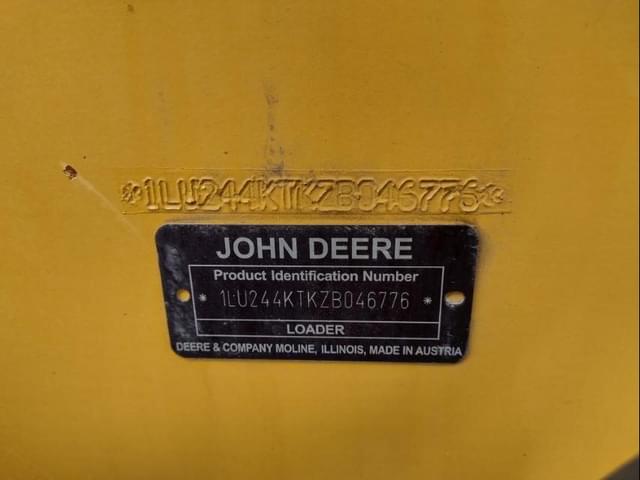 *1LU244KTKZB046776*
JOHN DEERE
Product Identification Number
* 1LU244KTKZB046776 *
LOADER
DEERE & COMPANY MOLINE, ILLINOIS, MADE IN AUSTRIA